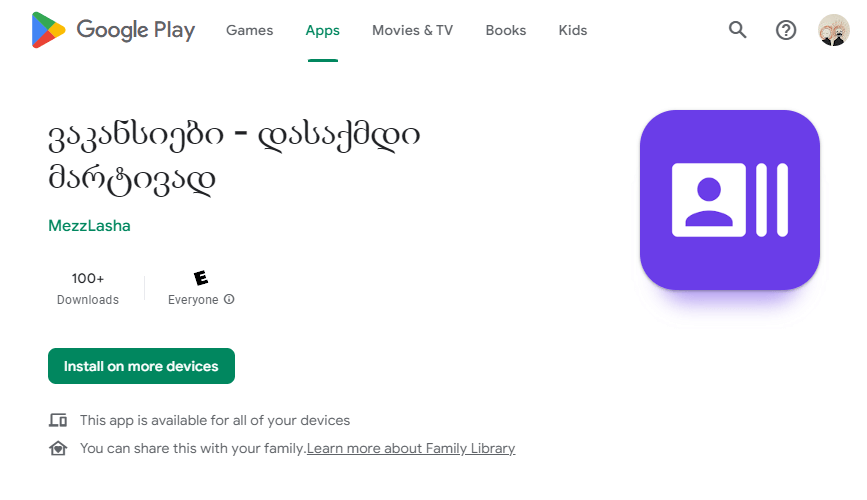 Google Play Games Apps Movies & TV Books Kids
ვაკანსიები - დასაქმდი
მარტივად
MezzLasha
100+
Downloads
E
Everyone
Install on more devices
This app is available for all of your devices
You can share this with your family.Learn more about Family Library